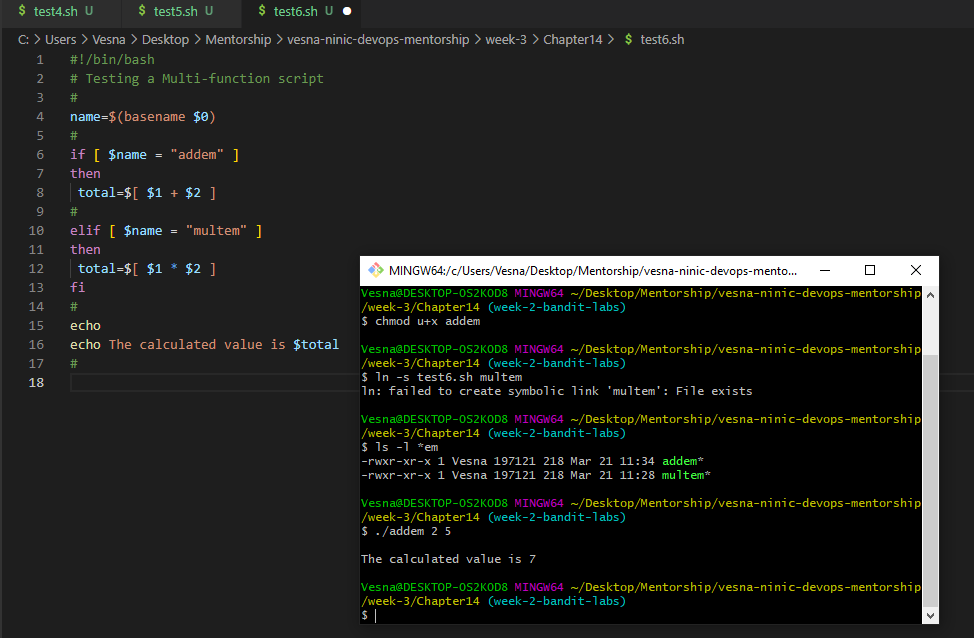 $ test4.sh U $ test5.sh U $ test6.sh U ●
C: > Users > Vesna > Desktop > Mentorship > vesna-ninic-devops-mentorship > week-3 > Chapter14 > $ test6.sh
1 #!/bin/bash
2 # Testing a Multi-function script
3 #
4 name=$(basename $0)
5 #
6 if [ $name = "addem" ]
7 then
8 total=$[ $1 + $2 ]
9 #
10 elif [ $name = "multem" ]
11 then
12 total=$[ $1 * $2 ]
13 fi
14 #
15 echo
16 echo The calculated value is $total
17 #
18
MINGW64:/c/Users/Vesna/Desktop/Mentorship/vesna-ninic-devops-mento...
Vesna@DESKTOP-OS2KOD8 MINGW64 ~/Desktop/Mentorship/vesna-ninic-devops-mentorship
/week-3/Chapter14 (week-2-bandit-labs)
$ chmod u+x addem
Vesna@DESKTOP-OS2KOD8 MINGW64 ~/Desktop/Mentorship/vesna-ninic-devops-mentorship
/week-3/Chapter14 (week-2-bandit-labs)
$ ln -s test6.sh multem
ln: failed to create symbolic link 'multem': File exists
Vesna@DESKTOP-OS2KOD8 MINGW64 ~/Desktop/Mentorship/vesna-ninic-devops-mentorship
/week-3/Chapter14 (week-2-bandit-labs)
$ ls -l *em
-rwxr-xr-x 1 Vesna 197121 218 Mar 21 11:34 addem*
-rwxr-xr-x 1 Vesna 197121 218 Mar 21 11:28 multem*
Vesna@DESKTOP-OS2KOD8 MINGW64 ~/Desktop/Mentorship/vesna-ninic-devops-mentorship
/week-3/Chapter14 (week-2-bandit-labs)
$ ./addem 2 5
The calculated value is 7
Vesna@DESKTOP-OS2KOD8 MINGW64 ~/Desktop/Mentorship/vesna-ninic-devops-mentorship
/week-3/Chapter14 (week-2-bandit-labs)
$